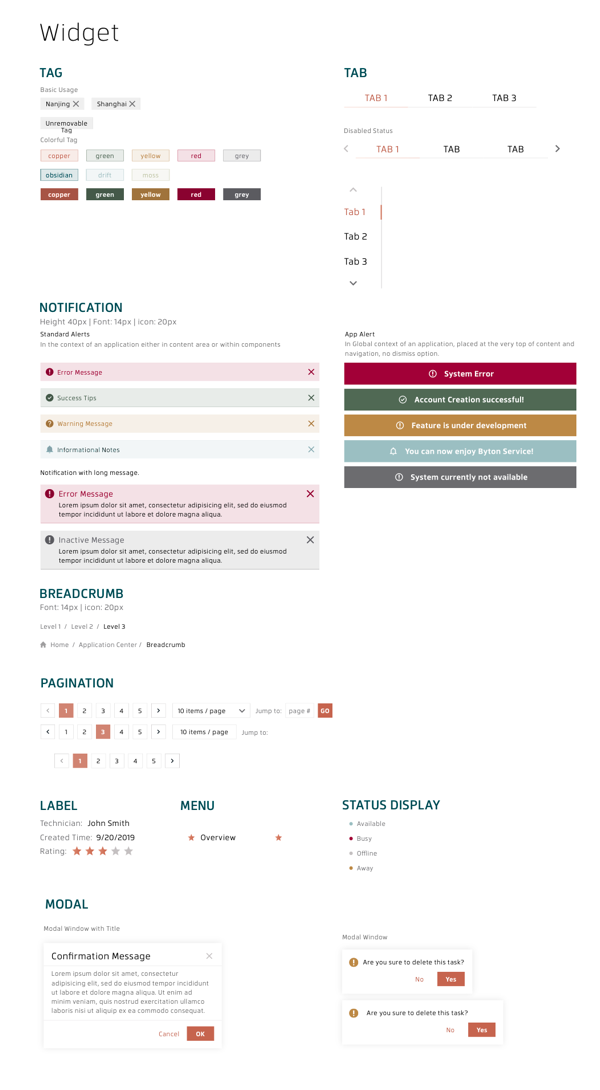 Widget
TAG
Basic Usage
Nanjing
Shanghai
Unremovable
Tag
Colorful Tag
copper green yellow red grey
obsidian drift moss
copper green yellow red grey
TAB
TAB 1 TAB 2 TAB 3
Disabled Status
TAB 1 TAB TAB
Tab 1
Tab 2
Tab 3
NOTIFICATION
Height 40px | Font: 14px | icon: 20px
Standard Alerts
In the context of an application either in content area or within components
Error Message
Success Tips
Warning Message
Informational Notes
Notification with long message.
Error Message
Lorem ipsum dolor sit amet, consectetur adipisicing elit, sed do eiusmod
tempor incididunt ut labore et dolore magna aliqua.
Inactive Message
Lorem ipsum dolor sit amet, consectetur adipisicing elit, sed do eiusmod
tempor incididunt ut labore et dolore magna aliqua.
App Alert
In Global context of an application, placed at the very top of content and
navigation, no dismiss option.
System Error
Account Creation successful!
Feature is under development
You can now enjoy Byton Service!
System currently not available
BREADCRUMB
Font: 14px | icon: 20px
Level 1 / Level 2 / Level 3
Home / Application Center / Breadcrumb
PAGINATION
< 1 2 3 4 5 > 10 items / page Jump to: page # GO
< 1 2 3 4 5 > 10 items / page Jump to:
< 1 2 3 4 5 >
LABEL
Technician: John Smith
Created Time: 9/20/2019
Rating:
MENU
Overview
STATUS DISPLAY
Available
Busy
Offline
Away
MODAL
Modal Window with Title
Confirmation Message
Lorem ipsum dolor sit amet, consectetur
adipisicing elit, sed do eiusmod tempor incididunt
ut labore et dolore magna aliqua. Ut enim ad
minim veniam, quis nostrud exercitation ullamco
laboris nisi ut aliquip ex ea commodo consequat.
Cancel OK
Modal Window
Are you sure to delete this task?
No Yes
Are you sure to delete this task?
No Yes